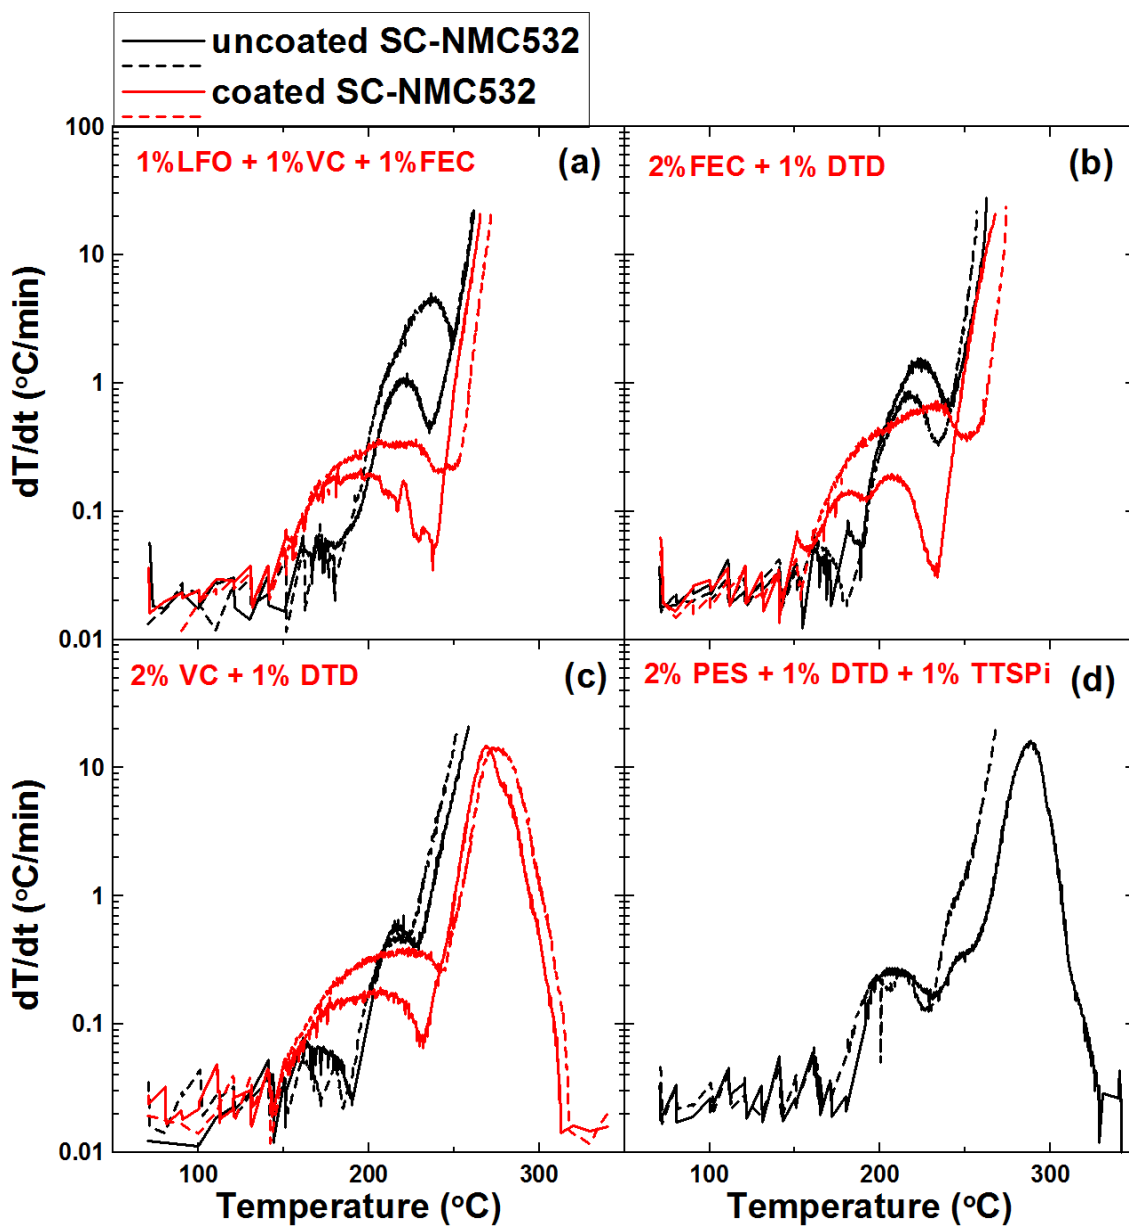 uncoated SC-NMC532
coated SC-NMC532
100
10
1
0.1
0.01
dT/dt (°C/min)
1%LFO + 1%VC + 1%FEC
(a)
2%FEC + 1% DTD
(b)
10
1
0.1
0.01
dT/dt (°C/min)
2% VC + 1% DTD
(c)
2% PES + 1% DTD + 1% TTSPi
(d)
100 200 300 100 200 300
Temperature (°C) Temperature (°C)